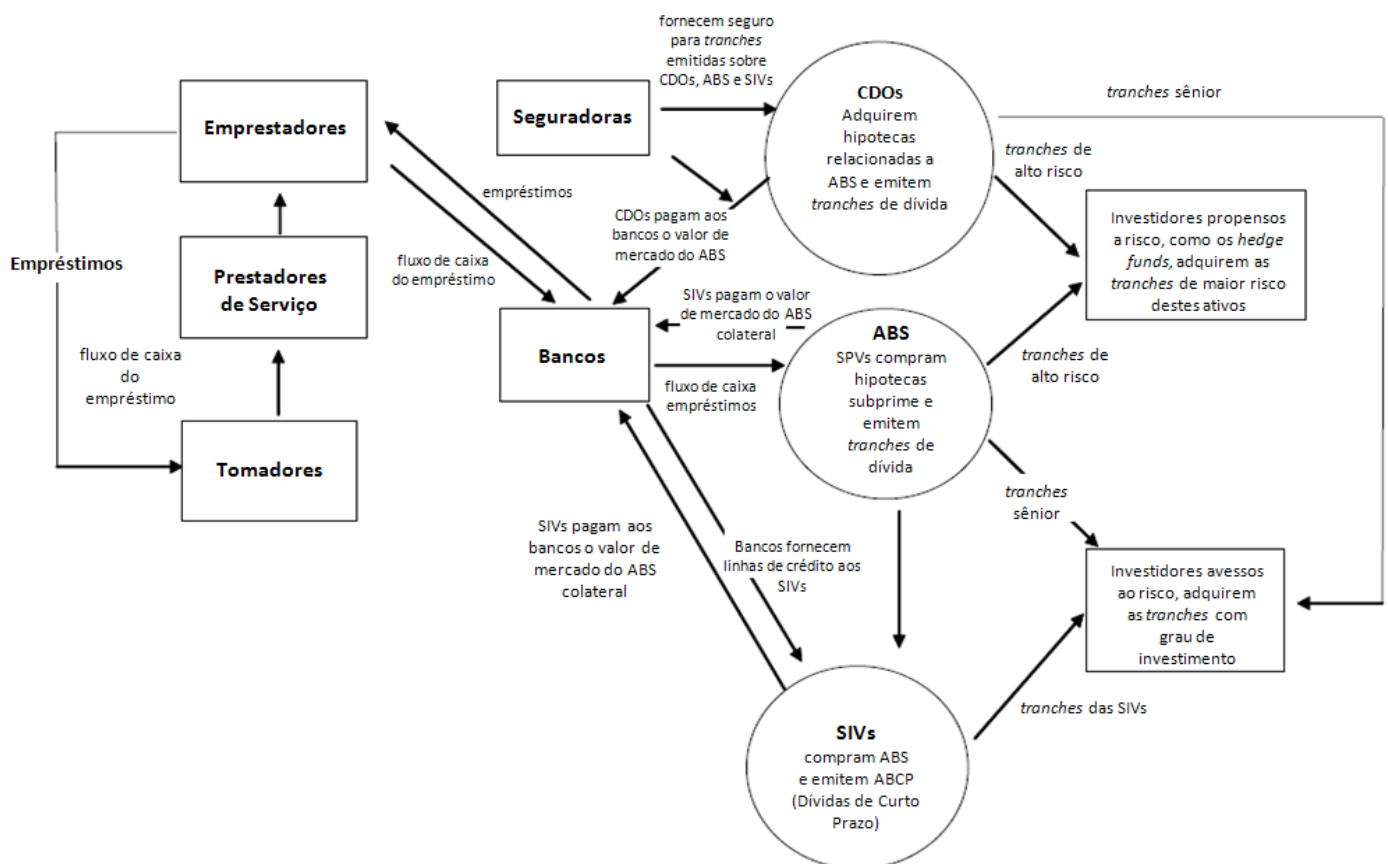 fornecem seguro
para tranches
emitidas sobre
CDOs, ABS e SIVs
Emprestadores
Seguradoras
CDOs
Adquirem
hipotecas
relacionadas a
ABS e emitem
tranches de dívida
tranches sênior
tranches de
alto risco
empréstimos
CDOs pagam aos
bancos o valor de
mercado do ABS
Investidores propensos
a risco, como os hedge
funds, adquirem as
tranches de maior risco
destes ativos
Empréstimos
Prestadores
de Serviço
fluxo de caixa
do empréstimo
SIVs pagam o valor
de mercado do ABS
colateral
Bancos
ABS
SPVs compram
hipotecas
subprime e
emitem
tranches de
dívida
tranches de
alto risco
fluxo de caixa
do
empréstimo
fluxo de caixa
empréstimos
Tomadores
tranches
sênior
SIVs pagam aos
bancos o valor de
mercado do ABS
colateral
Bancos fornecem
linhas de crédito aos
SIVs
Investidores avessos
ao risco, adquirem
as tranches com
grau de
investimento
tranches das SIVs
SIVs
compram ABS
e emitem ABCP
(Dívidas de Curto
Prazo)